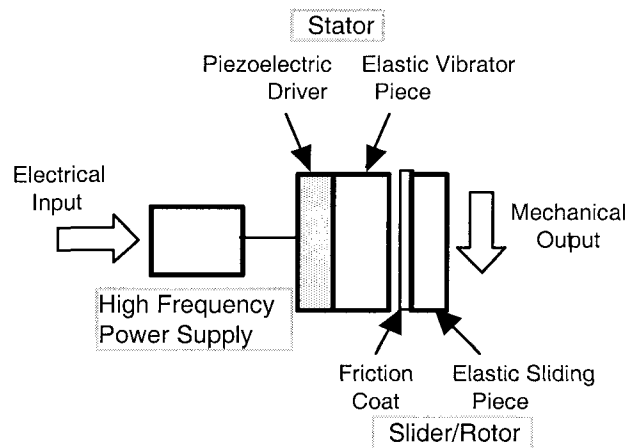 Stator
Piezoelectric
Driver
Elastic Vibrator
Piece
Electrical
Input
Mechanical
Output
High Frequency
Power Supply
Friction
Coat
Elastic Sliding
Piece
Slider/Rotor